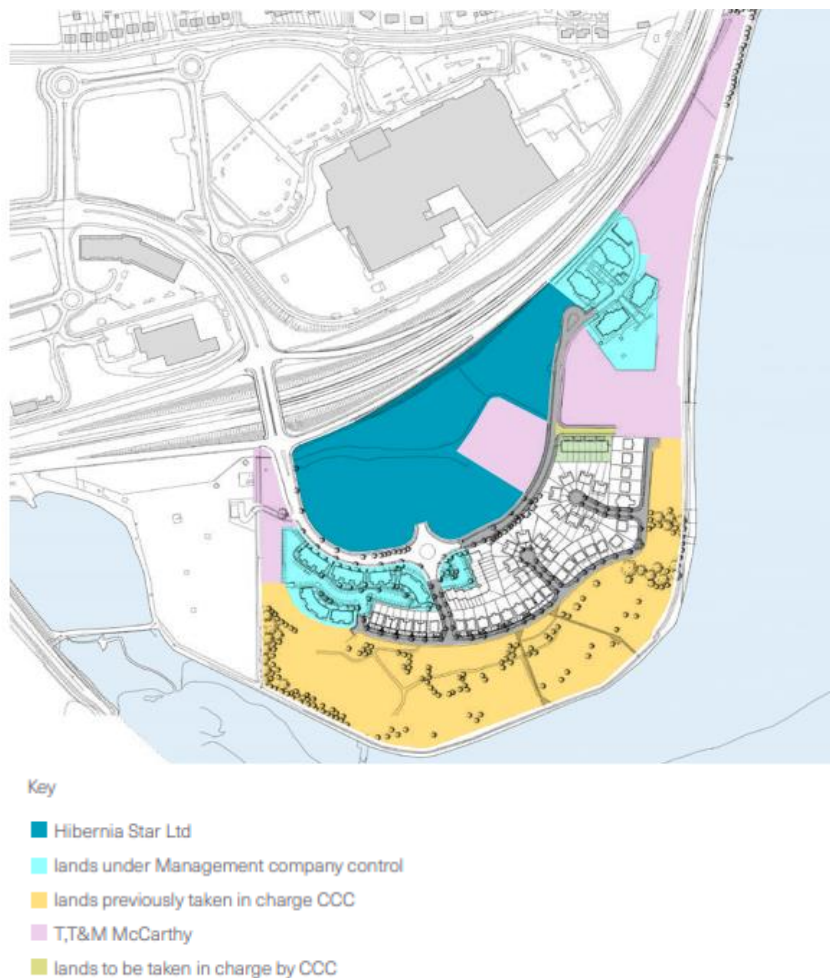 Key
Hibernia Star Ltd
lands under Management company control
lands previously taken in charge CCC
T,T&M McCarthy
lands to be taken in charge by CCC